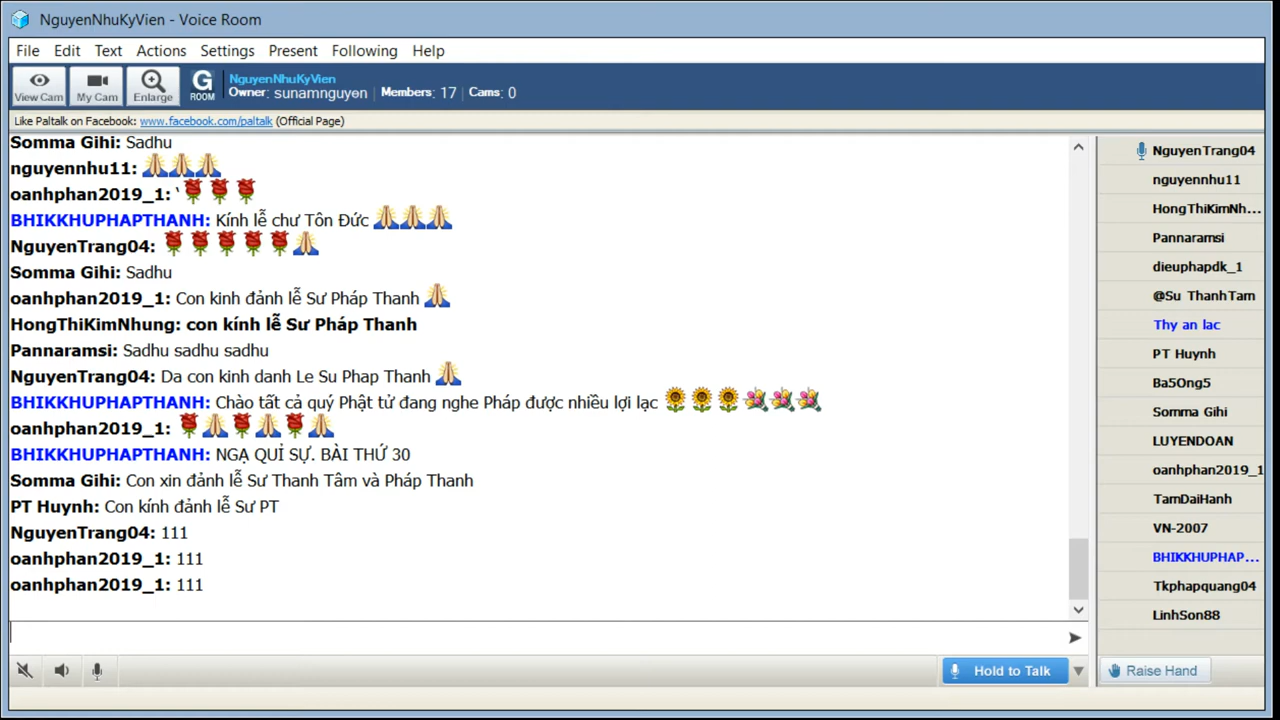 NguyenNhuKyVien - Voice Room
File Edit Text Actions Settings Present Following Help
View Cam My Cam Enlarge G ROOM
NguyenNhuKyVien
Owner: sunamnguyen | Members: 17 | Cams: 0
Like Paltalk on Facebook: www.facebook.com/paltalk (Official Page)
Somma Gihi: Sadhu
nguyennhu11: 🙏🙏🙏
oanhphan2019_1: `🌹🌹🌹
BHIKKHUPHAPTHANH: Kính lễ chư Tôn Đức 🙏🙏🙏
NguyenTrang04: 🌹🌹🌹🌹🌹🙏
Somma Gihi: Sadhu
oanhphan2019_1: Con kinh đảnh lễ Sư Pháp Thanh 🙏
HongThiKimNhung: con kính lễ Sư Pháp Thanh
Pannaramsi: Sadhu sadhu sadhu
NguyenTrang04: Da con kinh danh Le Su Phap Thanh 🙏
BHIKKHUPHAPTHANH: Chào tất cả quý Phật tử đang nghe Pháp được nhiều lợi lạc 🌻🌻🌻💐💐💐
oanhphan2019_1: 🌹🙏🌹🙏🌹🙏
BHIKKHUPHAPTHANH: NGẠ QUỈ SỰ. BÀI THỨ 30
Somma Gihi: Con xin đảnh lễ Sư Thanh Tâm và Pháp Thanh
PT Huynh: Con kính đảnh lễ Sư PT
NguyenTrang04: 111
oanhphan2019_1: 111
oanhphan2019_1: 111
NguyenTrang04
nguyennhu11
HongThiKimNh...
Pannaramsi
dieuphapdk_1
@Su ThanhTam
Thy an lac
PT Huynh
Ba5Ong5
Somma Gihi
LUYENDOAN
oanhphan2019_1
TamDaiHanh
VN-2007
BHIKKHUPHAP...
Tkphapquang04
LinhSon88
Hold to Talk
Raise Hand